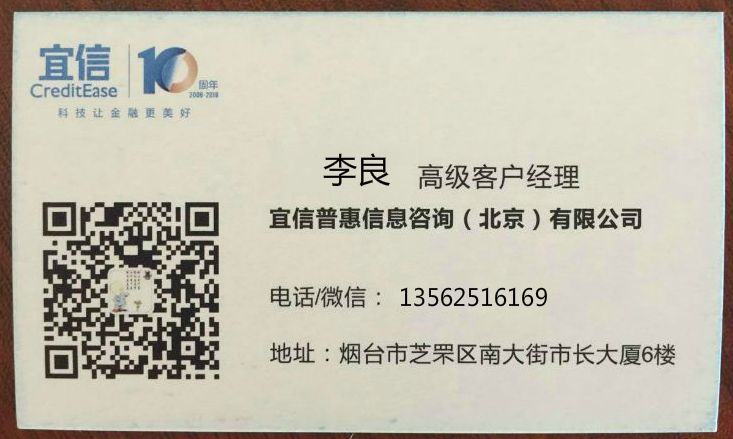 宜信
CreditEase
10
周年
2006-2016
科技让金融更美好
李良 高级客户经理
宜信普惠信息咨询（北京）有限公司
电话/微信： 13562516169
地址：烟台市芝罘区南大街市长大厦6楼